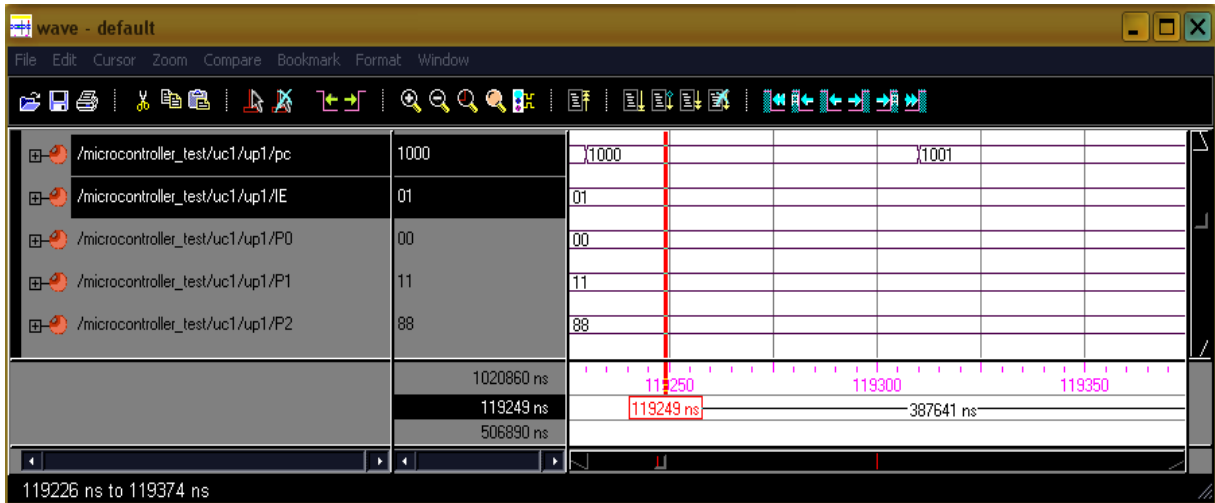 wave - default
File Edit Cursor Zoom Compare Bookmark Format Window
/microcontroller_test/uc1/up1/pc 1000 1000 1001
/microcontroller_test/uc1/up1/IE 01 01
/microcontroller_test/uc1/up1/P0 00 00
/microcontroller_test/uc1/up1/P1 11 11
/microcontroller_test/uc1/up1/P2 88 88
1020860 ns 119250 119300 119350
119249 ns 119249 ns 387641 ns
506890 ns
119226 ns to 119374 ns